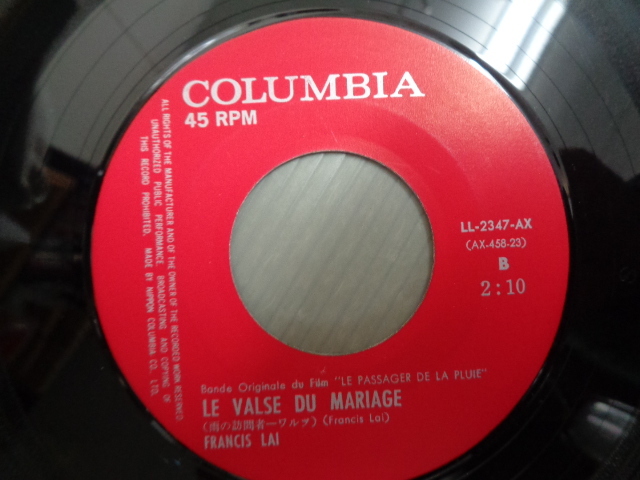 COLUMBIA
45 RPM
ALL RIGHTS OF THE MANUFACTURER AND OF THE OWNER OF THE RECORDED WORK RESERVED.
UNAUTHORIZED PUBLIC PERFORMANCE, BROADCASTING AND COPYING OF
THIS RECORD PROHIBITED. MADE BY NIPPON COLUMBIA CO. LTD.
LL-2347-AX
(AX-458-23)
B
2:10
Bande Originale du Film "LE PASSAGER DE LA PLUIE"
LE VALSE DU MARIAGE
(雨の訪問者―ワルツ) (Francis Lai)
FRANCIS LAI